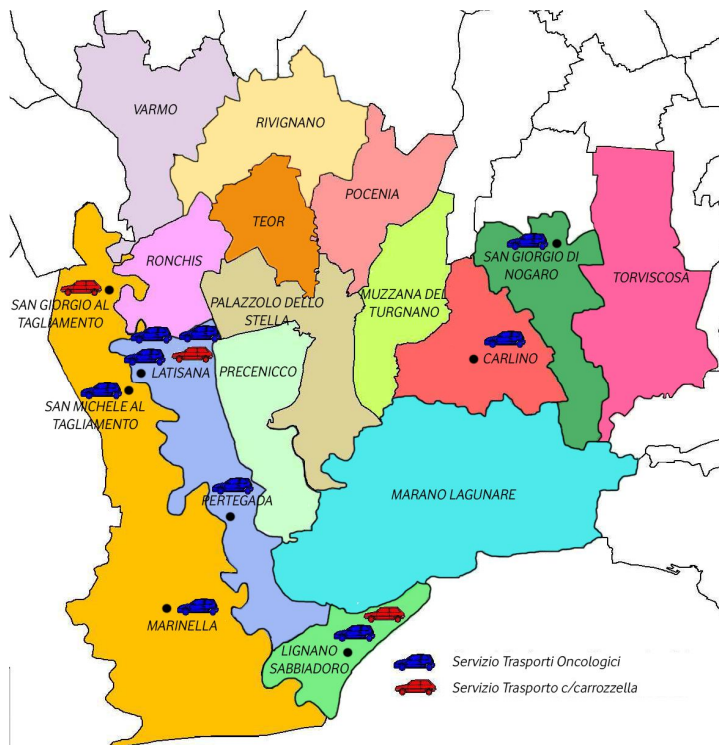 VARMO
RIVIGNANO
POCENIA
TEOR
RONCHIS
SAN GIORGIO DI
NOGARO
TORVISCOSA
SAN GIORGIO AL
TAGLIAMENTO
PALAZZOLO DELLO
STELLA
MUZZANA DEL
TURGNANO
LATISANA
PRECENICCO
CARLINO
SAN MICHELE AL
TAGLIAMENTO
PERTEGADA
MARANO LAGUNARE
MARINELLA
LIGNANO
SABBIADORO
Servizio Trasporti Oncologici
Servizio Trasporto c/carrozzella